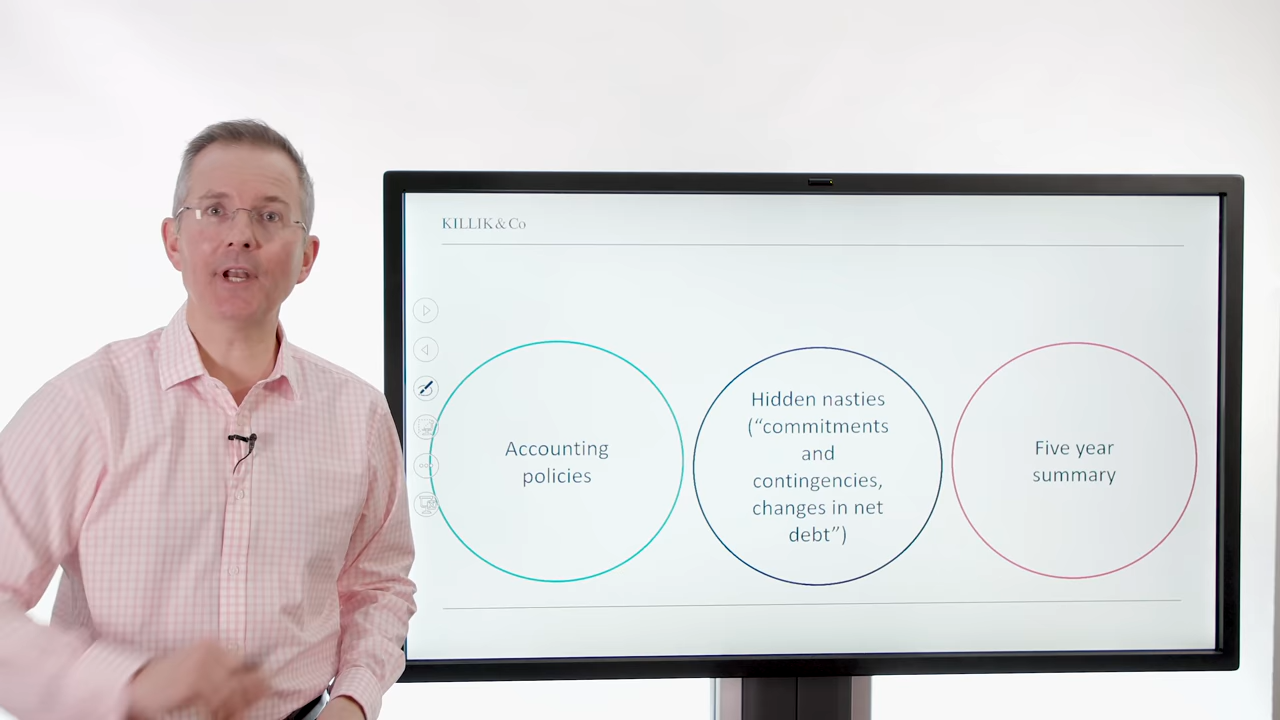 KILLIK & Co
Accounting
policies
Hidden nasties
(“commitments
and
contingencies,
changes in net
debt”)
Five year
summary